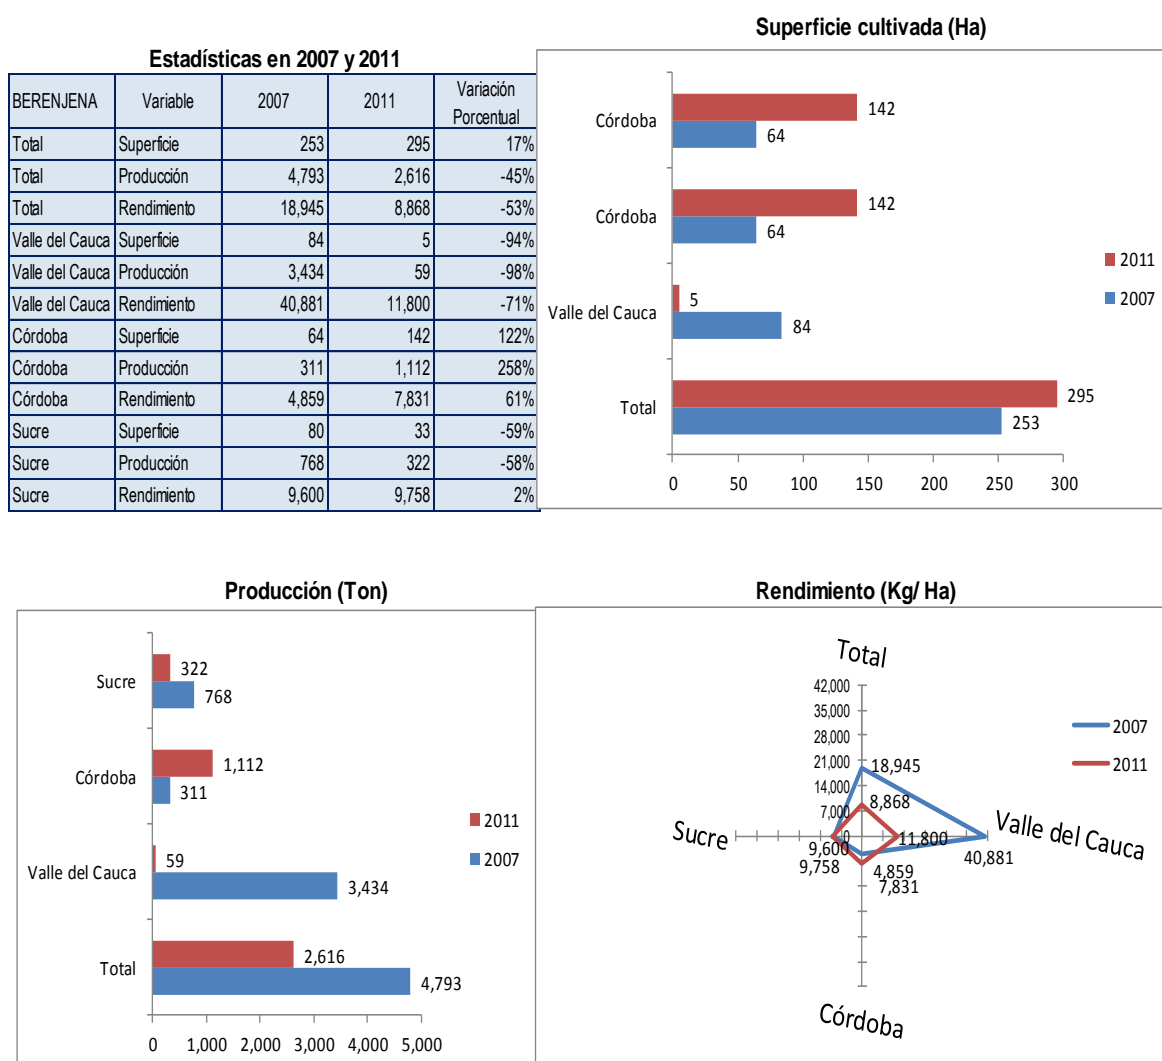 Estadísticas en 2007 y 2011
BERENJENA Variable 2007 2011 Variación Porcentual
Total Superficie 253 295 17%
Total Producción 4,793 2,616 -45%
Total Rendimiento 18,945 8,868 -53%
Valle del Cauca Superficie 84 5 -94%
Valle del Cauca Producción 3,434 59 -98%
Valle del Cauca Rendimiento 40,881 11,800 -71%
Córdoba Superficie 64 142 122%
Córdoba Producción 311 1,112 258%
Córdoba Rendimiento 4,859 7,831 61%
Sucre Superficie 80 33 -59%
Sucre Producción 768 322 -58%
Sucre Rendimiento 9,600 9,758 2%
Superficie cultivada (Ha)
142
Córdoba
64
142
Córdoba
64
5
Valle del Cauca
84
295
Total
253
0 50 100 150 200 250 300
2011
2007
Producción (Ton)
322
Sucre
768
1,112
Córdoba
311
59
Valle del Cauca
3,434
2,616
Total
4,793
0 1,000 2,000 3,000 4,000 5,000
2011
2007
Rendimiento (Kg/ Ha)
Total
42,000
35,000
28,000
21,000
14,000
7,000
0
18,945
8,868
11,800
40,881
Valle del Cauca
Sucre
9,600
9,758
4,859
7,831
Córdoba
2007
2011